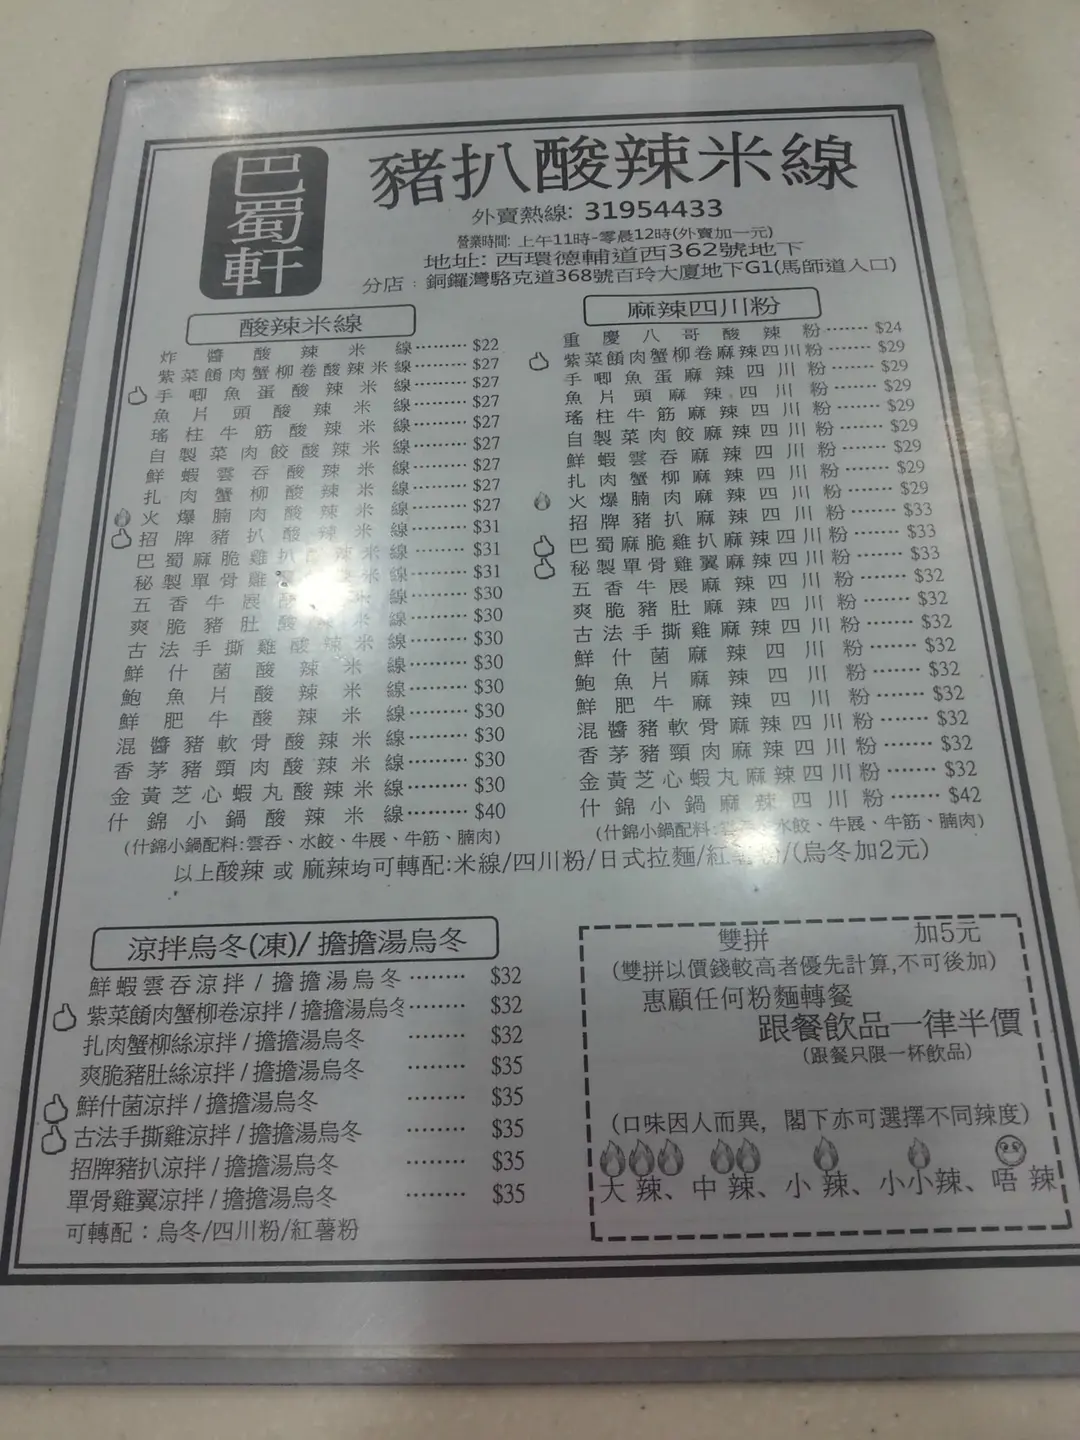 巴蜀軒
豬扒酸辣米線
外賣熱線: 31954433
營業時間: 上午11時-零晨12時(外賣加一元)
地址: 西環德輔道西362號地下
分店：銅鑼灣駱克道368號百玲大廈地下G1(馬師道入口)
酸辣米線
炸醬酸辣米線……… $22
紫菜餚肉蟹柳卷酸辣米線……… $27
手唧魚蛋酸辣米線……… $27
魚片頭酸辣米線……… $27
瑤柱牛筋酸辣米線……… $27
自製菜肉餃酸辣米線……… $27
鮮蝦雲吞酸辣米線……… $27
扎肉蟹柳酸辣米線……… $27
火爆腩肉酸辣米線……… $27
招牌豬扒酸辣米線……… $31
巴蜀麻脆雞扒酸辣米線……… $31
秘製單骨雞 米線……… $31
五香牛展酸 米線……… $30
爽脆豬肚酸 米線……… $30
古法手撕雞酸辣米線……… $30
鮮什菌酸辣米線……… $30
鮑魚片酸辣米線……… $30
鮮肥牛酸辣米線……… $30
混醬豬軟骨酸辣米線……… $30
香茅豬頸肉酸辣米線……… $30
金黃芝心蝦丸酸辣米線……… $30
什錦小鍋酸辣米線……… $40
(什錦小鍋配料:雲吞、水餃、牛展、牛筋、腩肉)
麻辣四川粉
重慶八哥酸辣粉……· $24
紫菜餚肉蟹柳卷麻辣四川粉……· $29
手唧魚蛋麻辣四川粉……· $29
魚片頭麻辣四川粉……· $29
瑤柱牛筋麻辣四川粉……· $29
自製菜肉餃麻辣四川粉……· $29
鮮蝦雲吞麻辣四川粉……· $29
扎肉蟹柳麻辣四川粉……· $29
火爆腩肉麻辣四川粉……· $29
招牌豬扒麻辣四川粉……· $33
巴蜀麻脆雞扒麻辣四川粉……· $33
秘製單骨雞翼麻辣四川粉……· $33
五香牛展麻辣四川粉……· $32
爽脆豬肚麻辣四川粉……· $32
古法手撕雞麻辣四川粉……· $32
鮮什菌麻辣四川粉……· $32
鮑魚片麻辣四川粉……· $32
鮮肥牛麻辣四川粉……· $32
混醬豬軟骨麻辣四川粉……· $32
香茅豬頸肉麻辣四川粉……· $32
金黃芝心蝦丸麻辣四川粉……· $32
什錦小鍋麻辣四川粉……· $42
(什錦小鍋配料:雲吞、水餃、牛展、牛筋、腩肉)
以上酸辣 或 麻辣均可轉配:米線/四川粉/日式拉麵/紅薯粉/(烏冬加2元)
涼拌烏冬(凍)/ 擔擔湯烏冬
鮮蝦雲吞涼拌 / 擔擔湯烏冬 ……… $32
紫菜餚肉蟹柳卷涼拌 / 擔擔湯烏冬……… $32
扎肉蟹柳絲涼拌 / 擔擔湯烏冬 ……… $32
爽脆豬肚絲涼拌 / 擔擔湯烏冬 ……… $35
鮮什菌涼拌 / 擔擔湯烏冬 ……… $35
古法手撕雞涼拌 / 擔擔湯烏冬 ……… $35
招牌豬扒涼拌 / 擔擔湯烏冬 ……… $35
單骨雞翼涼拌 / 擔擔湯烏冬 ……… $35
可轉配：烏冬/四川粉/紅薯粉
雙拼 加5元
(雙拼以價錢較高者優先計算,不可後加)
惠顧任何粉麵轉餐
跟餐飲品一律半價
(跟餐只限一杯飲品)
(口味因人而異，閣下亦可選擇不同辣度)
大辣、中辣、小辣、小小辣、唔辣